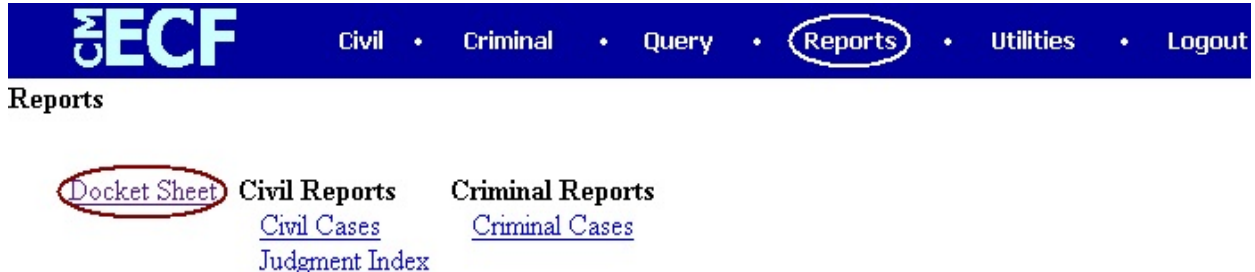 CM ECF Civil • Criminal • Query • Reports • Utilities • Logout
Reports
Docket Sheet Civil Reports Criminal Reports
Civil Cases Criminal Cases
Judgment Index